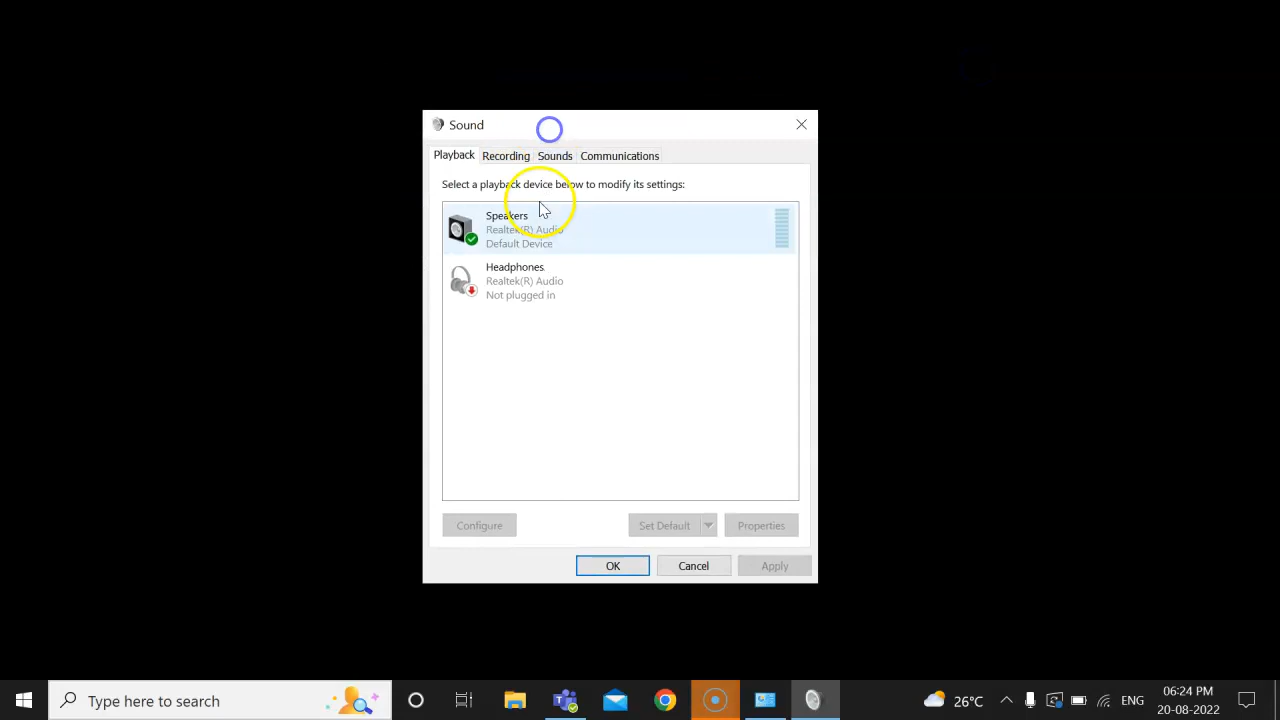 Sound
Playback Recording Sounds Communications
Select a playback device below to modify its settings:
Speakers
Realtek(R) Audio
Default Device
Headphones
Realtek(R) Audio
Not plugged in
Configure Set Default Properties
OK Cancel Apply
Type here to search
26°C
ENG
06:24 PM
20-08-2022